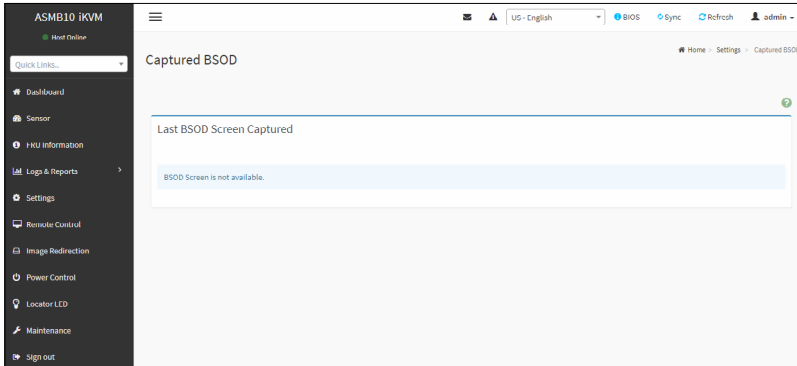 ASMB10 iKVM
Host Online
Quick Links..
Dashboard
Sensor
FRU Information
Logs & Reports
Settings
Remote Control
Image Redirection
Power Control
Locator LED
Maintenance
Sign out
US - English
BIOS
Sync
Refresh
admin
Captured BSOD
Home > Settings > Captured BSOD
Last BSOD Screen Captured
BSOD Screen is not available.